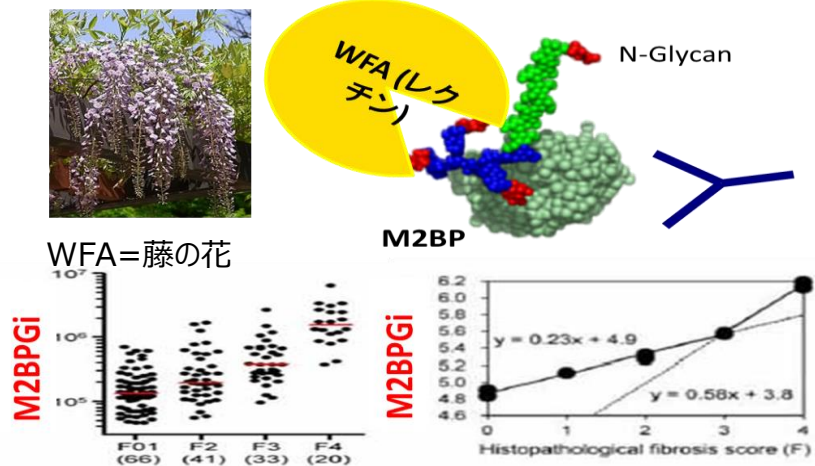 WFA (レク
チン)
N-Glycan
M2BP
WFA=藤の花
M2BPGi
10⁷
10⁶
10⁵
F01 F2 F3 F4
(66) (41) (33) (20)
M2BPGi
6.2
6.0
5.8
5.6
5.4
5.2
5.0
4.8
4.6
y = 0.23x + 4.9
y = 0.58x + 3.8
0 1 2 3 4
Histopathological fibrosis score (F)